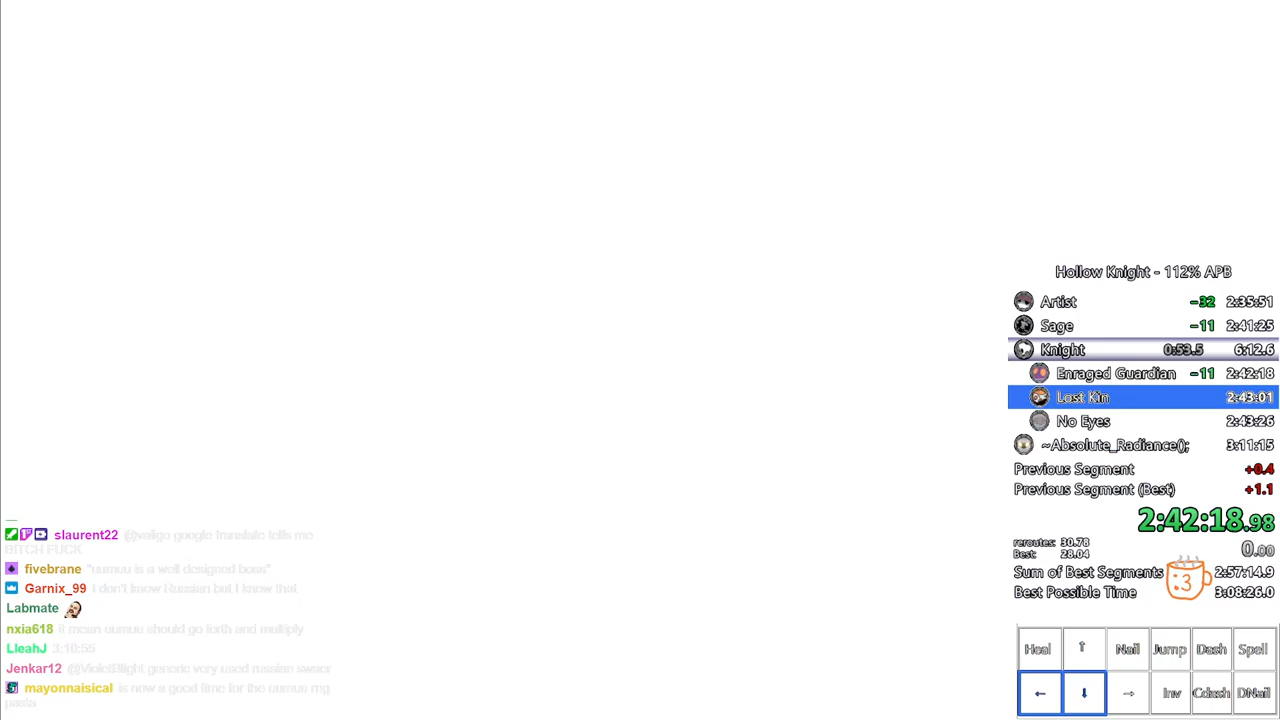 Hollow Knight - 112% APB
Artist -32 2:35:51
Sage -11 2:41:25
Knight 0:53.5 6:12.6
Enraged Guardian -11 2:42:18
Lost Kin 2:43:01
No Eyes 2:43:26
~Absolute_Radiance(); 3:11:15
Previous Segment +0.4
Previous Segment (Best) +1.1
2:42:18.98
reroutes: 30.78
Best: 28.04
0.00
Sum of Best Segments 2:57:14.9
Best Possible Time 3:08:26.0
Heal ↑ Nail Jump Dash Spell
← ↓ → Inv Cdash DNail
slaurent22 google translate tells me
BITCH FUCK
fivebrane "uumuu is a well designed boss"
Garnix_99 I don't know Russian but I know that
Labmate
nxia618 it mean uumuu should go forth and multiply
LleahJ 3:10:55
Jenkar12 generic very used russian swear
mayonnaisical is now a good time for the uumuu rng
pasta